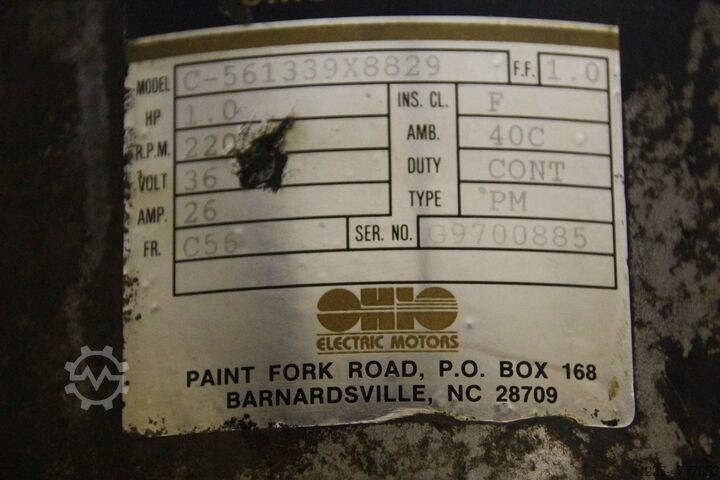 MODEL C-561339X8829 F.F. 1.0
HP 1.0 INS. CL. F
R.P.M. AMB. 40C
VOLT 36 DUTY CONT
AMP. 26 TYPE PM
FR. C56 SER. NO. G9700885
OHIO
ELECTRIC MOTORS
PAINT FORK ROAD, P.O. BOX 168
BARNARDSVILLE, NC 28709